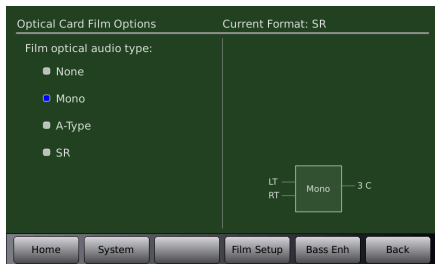 Optical Card Film Options
Current Format: SR
Film optical audio type:
None
Mono
A-Type
SR
LT
RT
Mono
3 C
Home
System
Film Setup
Bass Enh
Back